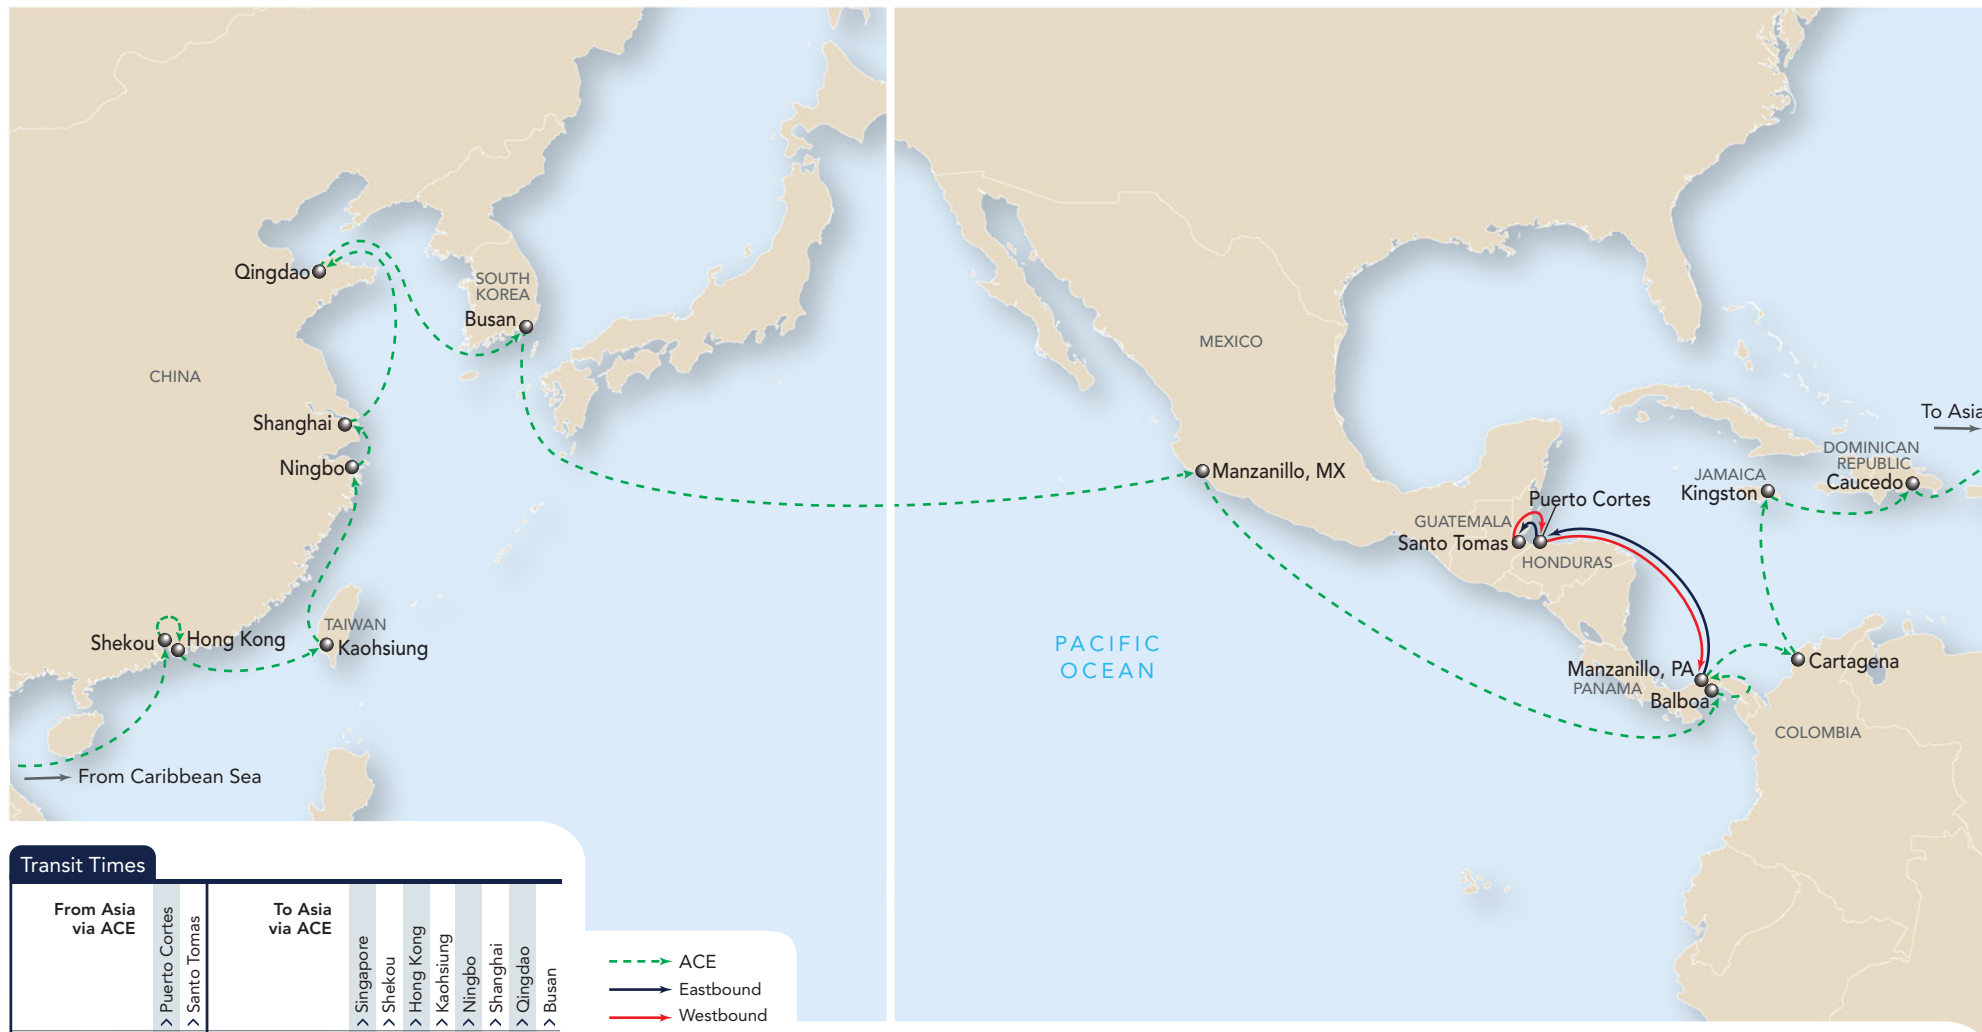 Qingdao
SOUTH
KOREA
Busan
CHINA
Shanghai
Ningbo
Shekou
Hong Kong
TAIWAN
Kaohsiung
From Caribbean Sea
MEXICO
Manzanillo, MX
PACIFIC
OCEAN
To Asia
DOMINICAN
REPUBLIC
Caucedo
JAMAICA
Kingston
Puerto Cortes
GUATEMALA
Santo Tomas
HONDURAS
Manzanillo, PA
PANAMA
Balboa
Cartagena
COLOMBIA
Transit Times
From Asia
via ACE
> Puerto Cortes
> Santo Tomas
To Asia
via ACE
> Singapore
> Shekou
> Hong Kong
> Kaohsiung
> Ningbo
> Shanghai
> Qingdao
> Busan
ACE
Eastbound
Westbound